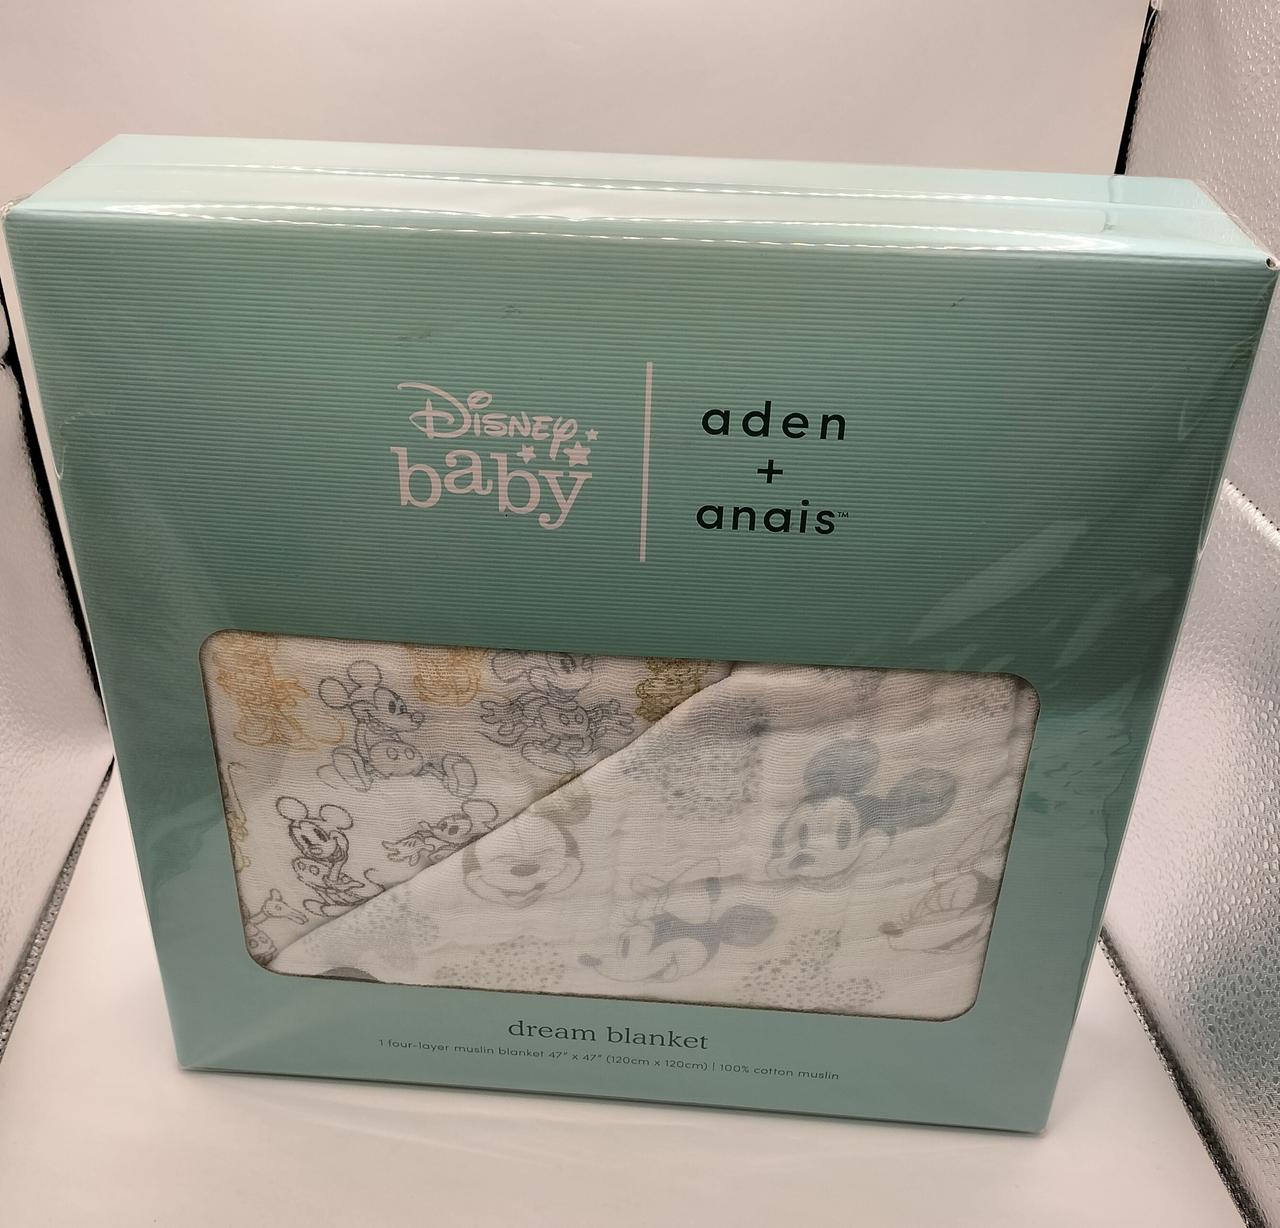 Disney
baby
aden
+
anais™
dream blanket
1 four-layer muslin blanket 47" x 47" (120cm x 120cm) | 100% cotton muslin